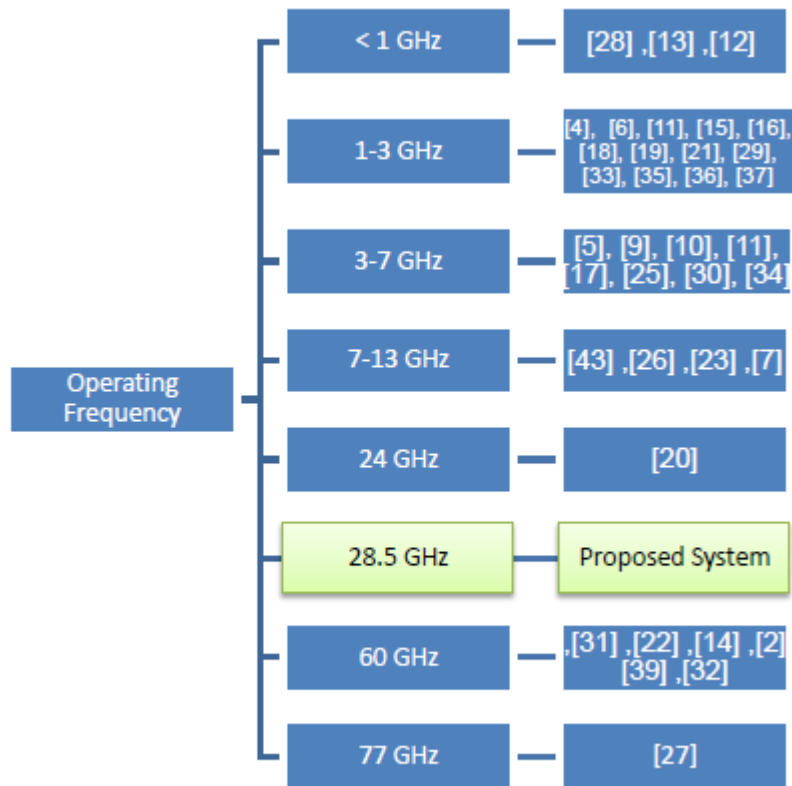 < 1 GHz
[28] ,[13] ,[12]
1-3 GHz
[4], [6], [11], [15], [16],
[18], [19], [21], [29],
[33], [35], [36], [37]
3-7 GHz
[5], [9], [10], [11],
[17], [25], [30], [34]
7-13 GHz
[43] ,[26] ,[23] ,[7]
Operating
Frequency
24 GHz
[20]
28.5 GHz
Proposed System
60 GHz
,[31] ,[22] ,[14] ,[2]
[39] ,[32]
77 GHz
[27]